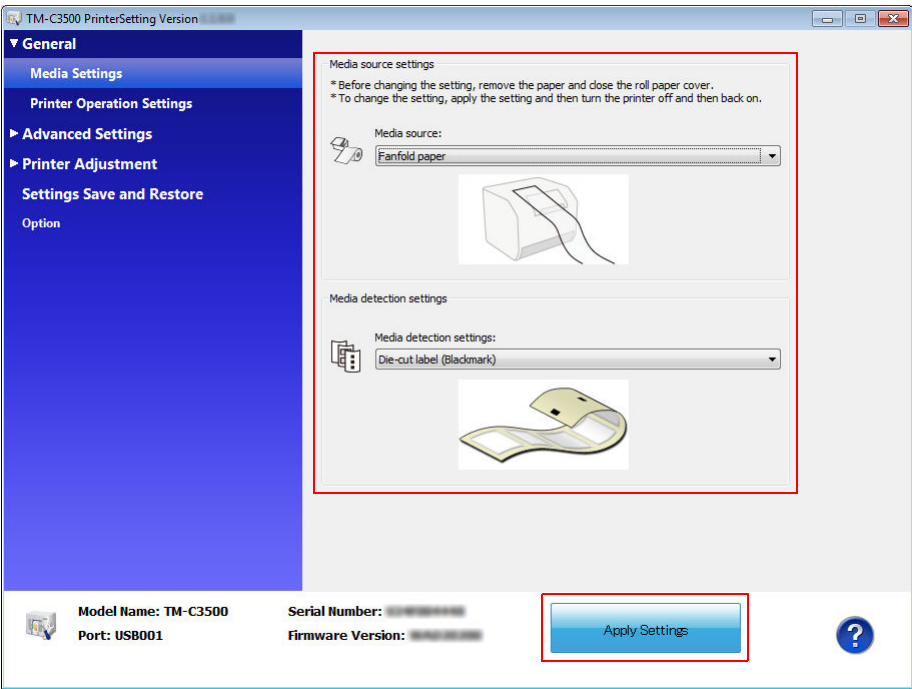 TM-C3500 PrinterSetting Version
General
Media Settings
Printer Operation Settings
Advanced Settings
Printer Adjustment
Settings Save and Restore
Option
Media source settings
* Before changing the setting, remove the paper and close the roll paper cover.
* To change the setting, apply the setting and then turn the printer off and then back on.
Media source:
Fanfold paper
Media detection settings
Media detection settings:
Die-cut label (Blackmark)
Model Name: TM-C3500
Port: USB001
Serial Number:
Firmware Version:
Apply Settings
?